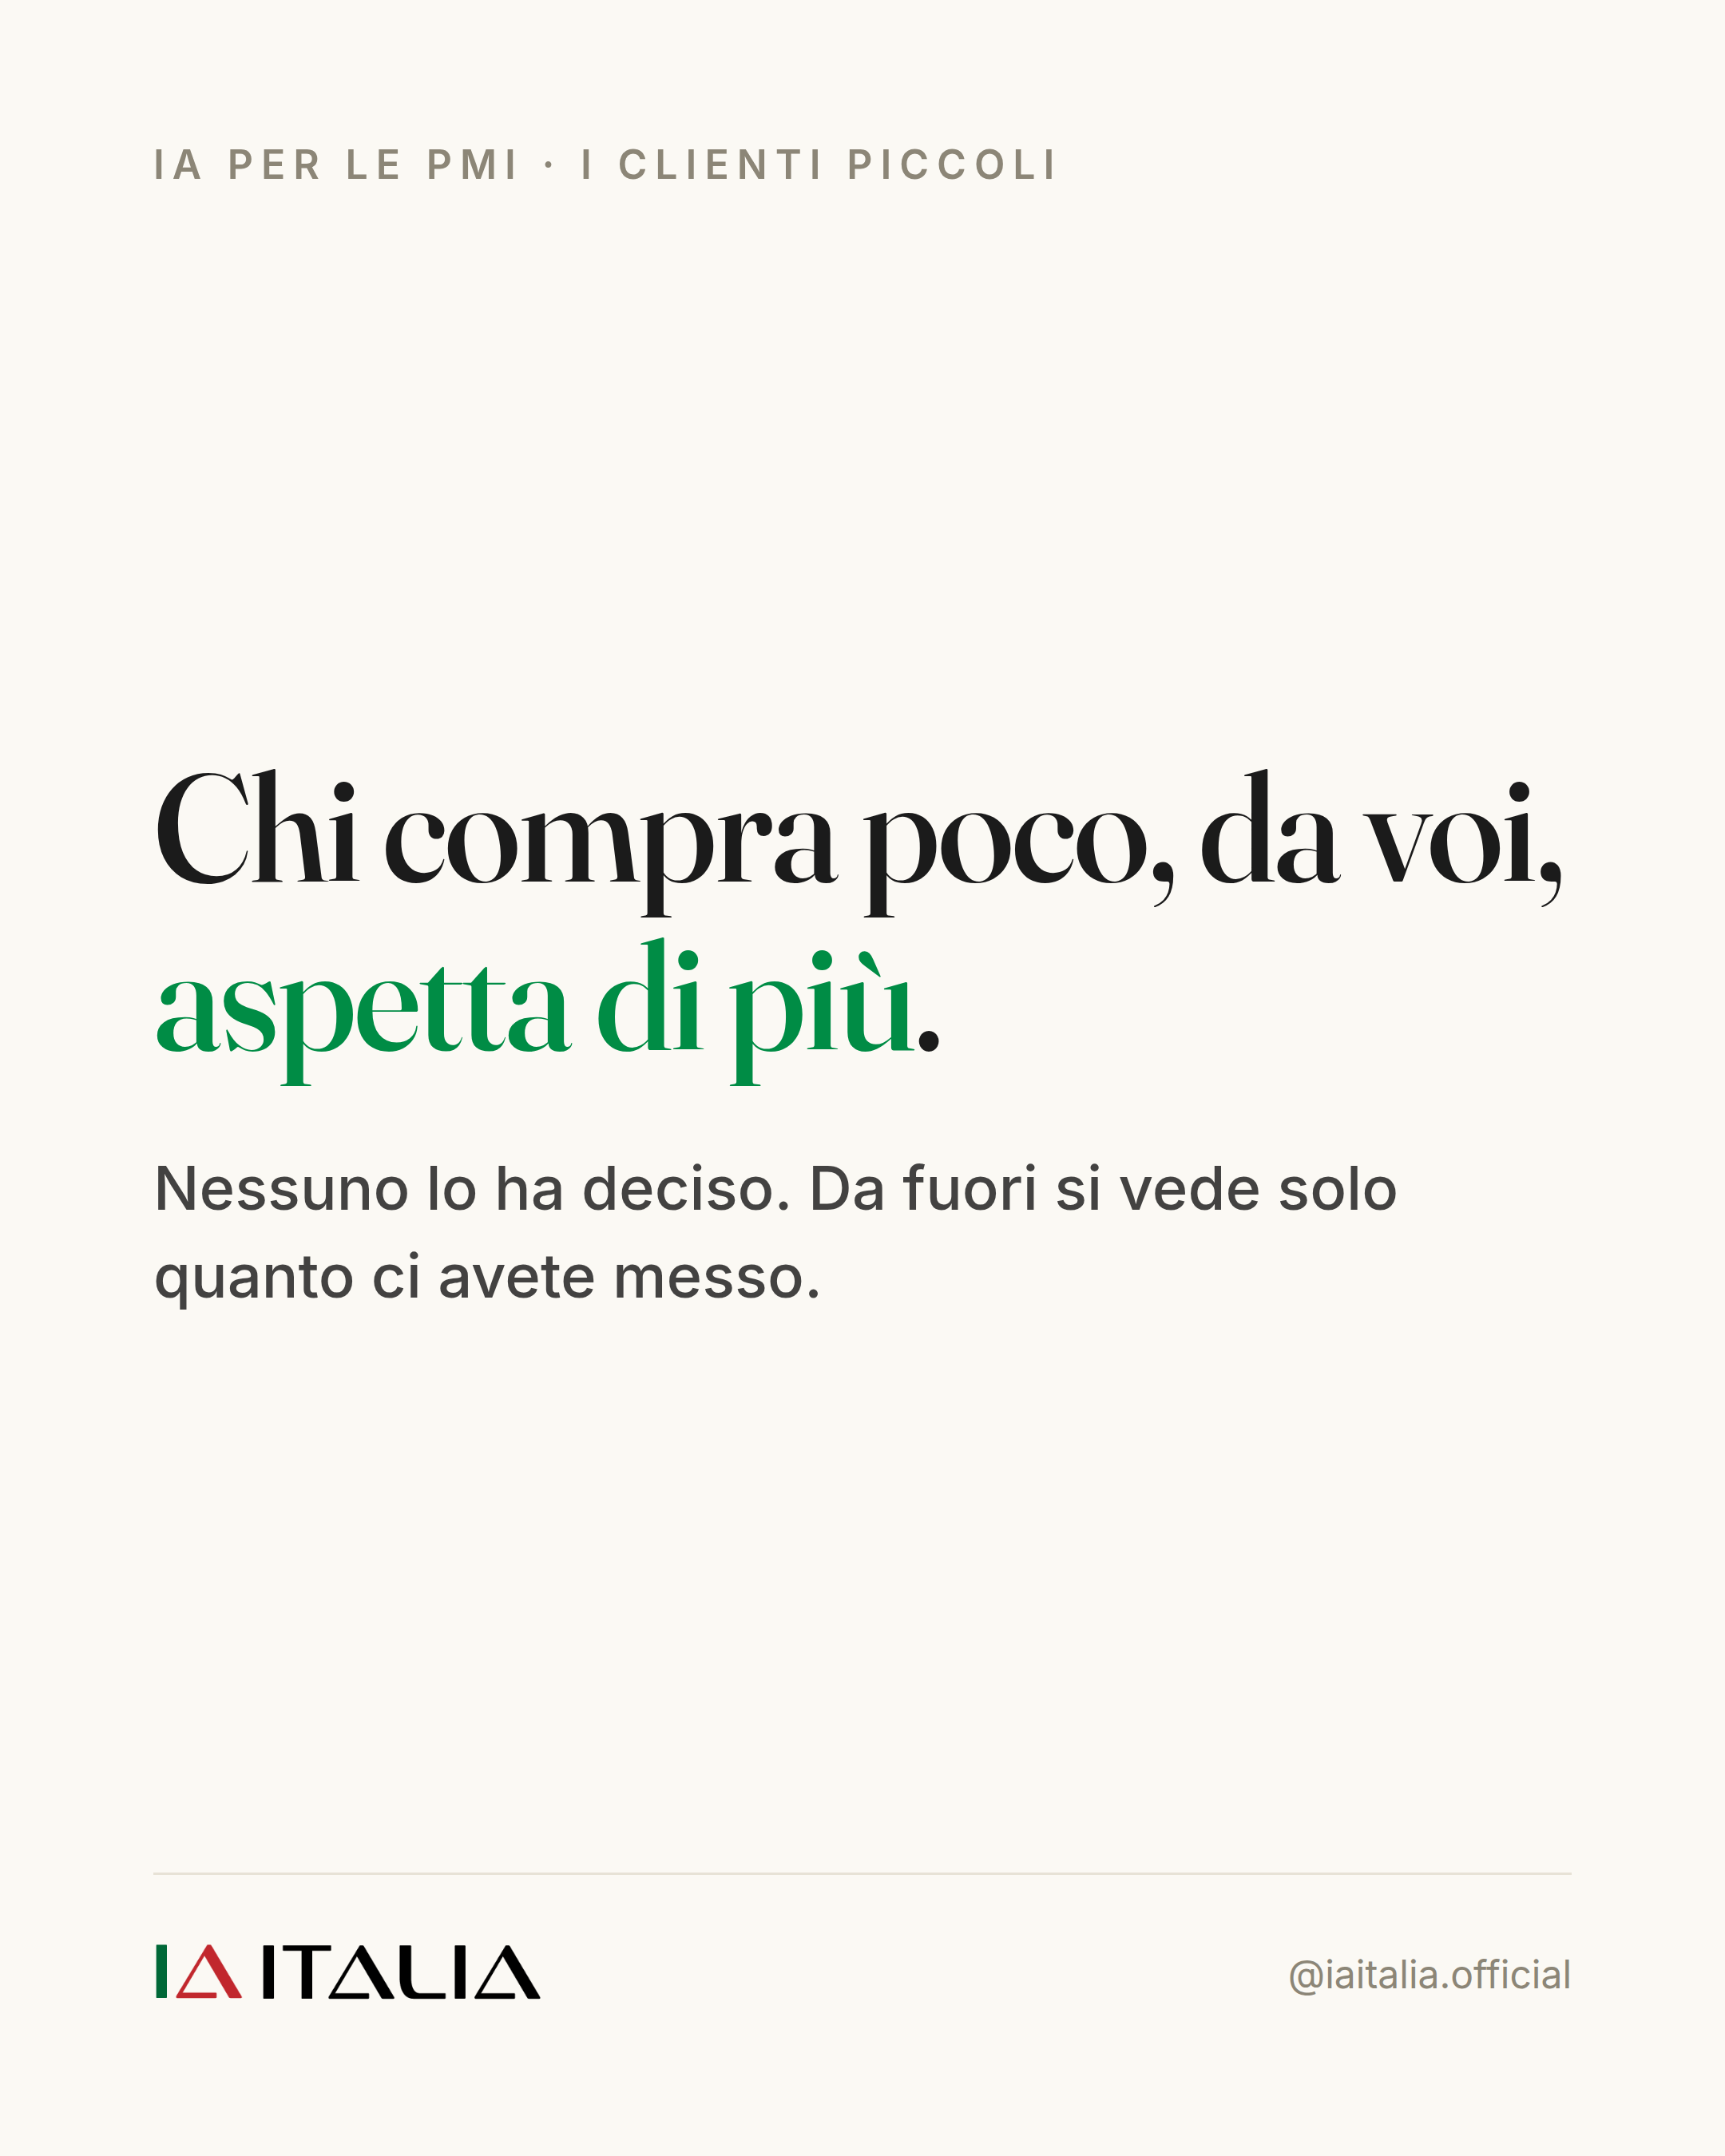 IA PER LE PMI · I CLIENTI PICCOLI
Chi compra poco, da voi,
aspetta di più.
Nessuno lo ha deciso. Da fuori si vede solo
quanto ci avete messo.
IA ITALIA
@iaitalia.official